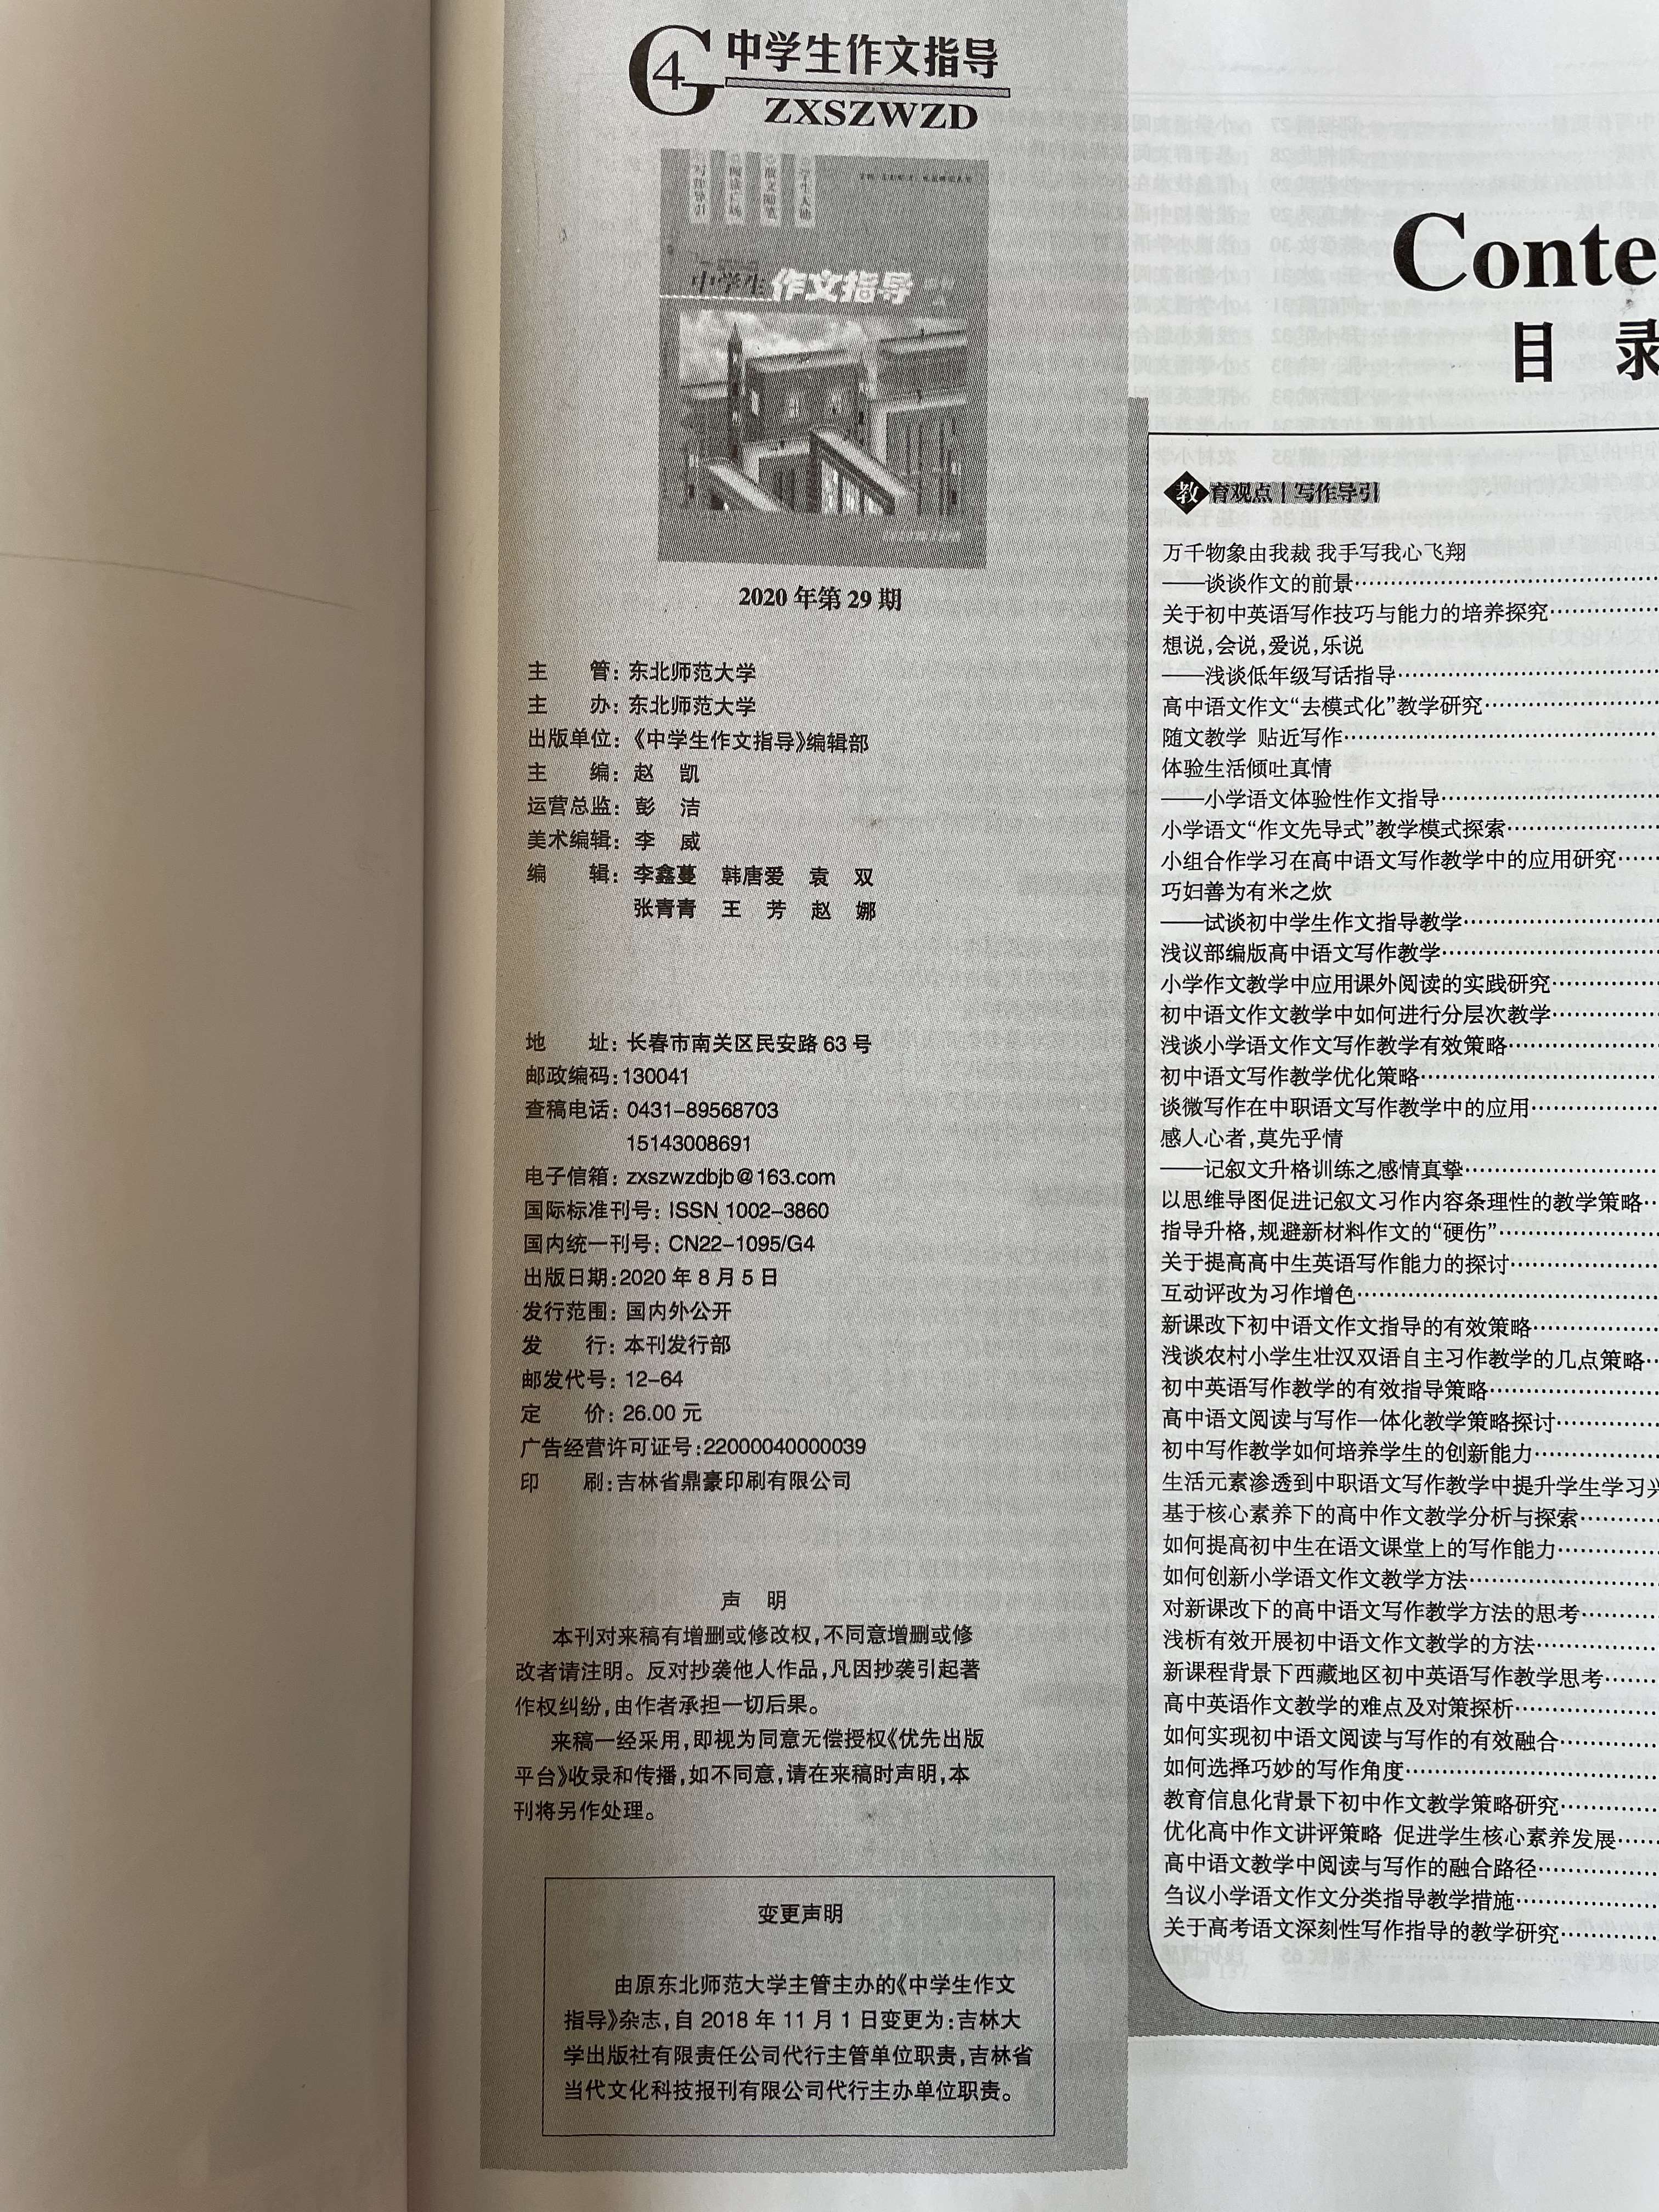 G4
中学生作文指导
ZXSZWZD
中学生作文指导
2020年第29期
主 管：东北师范大学
主 办：东北师范大学
出版单位：《中学生作文指导》编辑部
主 编：赵 凯
运营总监：彭 洁
美术编辑：李 威
编 辑：李鑫蔓 韩唐爱 袁 双
张青青 王 芳 赵 娜
地 址：长春市南关区民安路63号
邮政编码：130041
查稿电话：0431-89568703
15143008691
电子信箱：zxszwzdbjb@163.com
国际标准刊号：ISSN 1002-3860
国内统一刊号：CN22-1095/G4
出版日期：2020年8月5日
发行范围：国内外公开
发 行：本刊发行部
邮发代号：12-64
定 价：26.00元
广告经营许可证号：22000040000039
印 刷：吉林省鼎豪印刷有限公司
声 明
本刊对来稿有增删或修改权，不同意增删或修
改者请注明。反对抄袭他人作品，凡因抄袭引起著
作权纠纷，由作者承担一切后果。
来稿一经采用，即视为同意无偿授权《优先出版
平台》收录和传播，如不同意，请在来稿时声明，本
刊将另作处理。
变更声明
由原东北师范大学主管主办的《中学生作文
指导》杂志，自2018年11月1日变更为：吉林大
学出版社有限责任公司代行主管单位职责，吉林省
当代文化科技报刊有限公司代行主办单位职责。
Conte
目 录
教育观点｜写作导引
万千物象由我裁 我手写我心飞翔
——谈谈作文的前景
关于初中英语写作技巧与能力的培养探究
想说，会说，爱说，乐说
——浅谈低年级写话指导
高中语文作文“去模式化”教学研究
随文教学 贴近写作
体验生活倾吐真情
——小学语文体验性作文指导
小学语文“作文先导式”教学模式探索
小组合作学习在高中语文写作教学中的应用研究
巧妇善为有米之炊
——试谈初中学生作文指导教学
浅议部编版高中语文写作教学
小学作文教学中应用课外阅读的实践研究
初中语文作文教学中如何进行分层次教学
浅谈小学语文作文写作教学有效策略
初中语文写作教学优化策略
谈微写作在中职语文写作教学中的应用
感人心者，莫先乎情
——记叙文升格训练之感情真挚
以思维导图促进记叙文习作内容条理性的教学策略
指导升格，规避新材料作文的“硬伤”
关于提高高中生英语写作能力的探讨
互动评改为习作增色
新课改下初中语文作文指导的有效策略
浅谈农村小学生壮汉双语自主习作教学的几点策略
初中英语写作教学的有效指导策略
高中语文阅读与写作一体化教学策略探讨
初中写作教学如何培养学生的创新能力
生活元素渗透到中职语文写作教学中提升学生学习兴
基于核心素养下的高中作文教学分析与探索
如何提高初中生在语文课堂上的写作能力
如何创新小学语文作文教学方法
对新课改下的高中语文写作教学方法的思考
浅析有效开展初中语文作文教学的方法
新课程背景下西藏地区初中英语写作教学思考
高中英语作文教学的难点及对策探析
如何实现初中语文阅读与写作的有效融合
如何选择巧妙的写作角度
教育信息化背景下初中作文教学策略研究
优化高中作文讲评策略 促进学生核心素养发展
高中语文教学中阅读与写作的融合路径
刍议小学语文作文分类指导教学措施
关于高考语文深刻性写作指导的教学研究